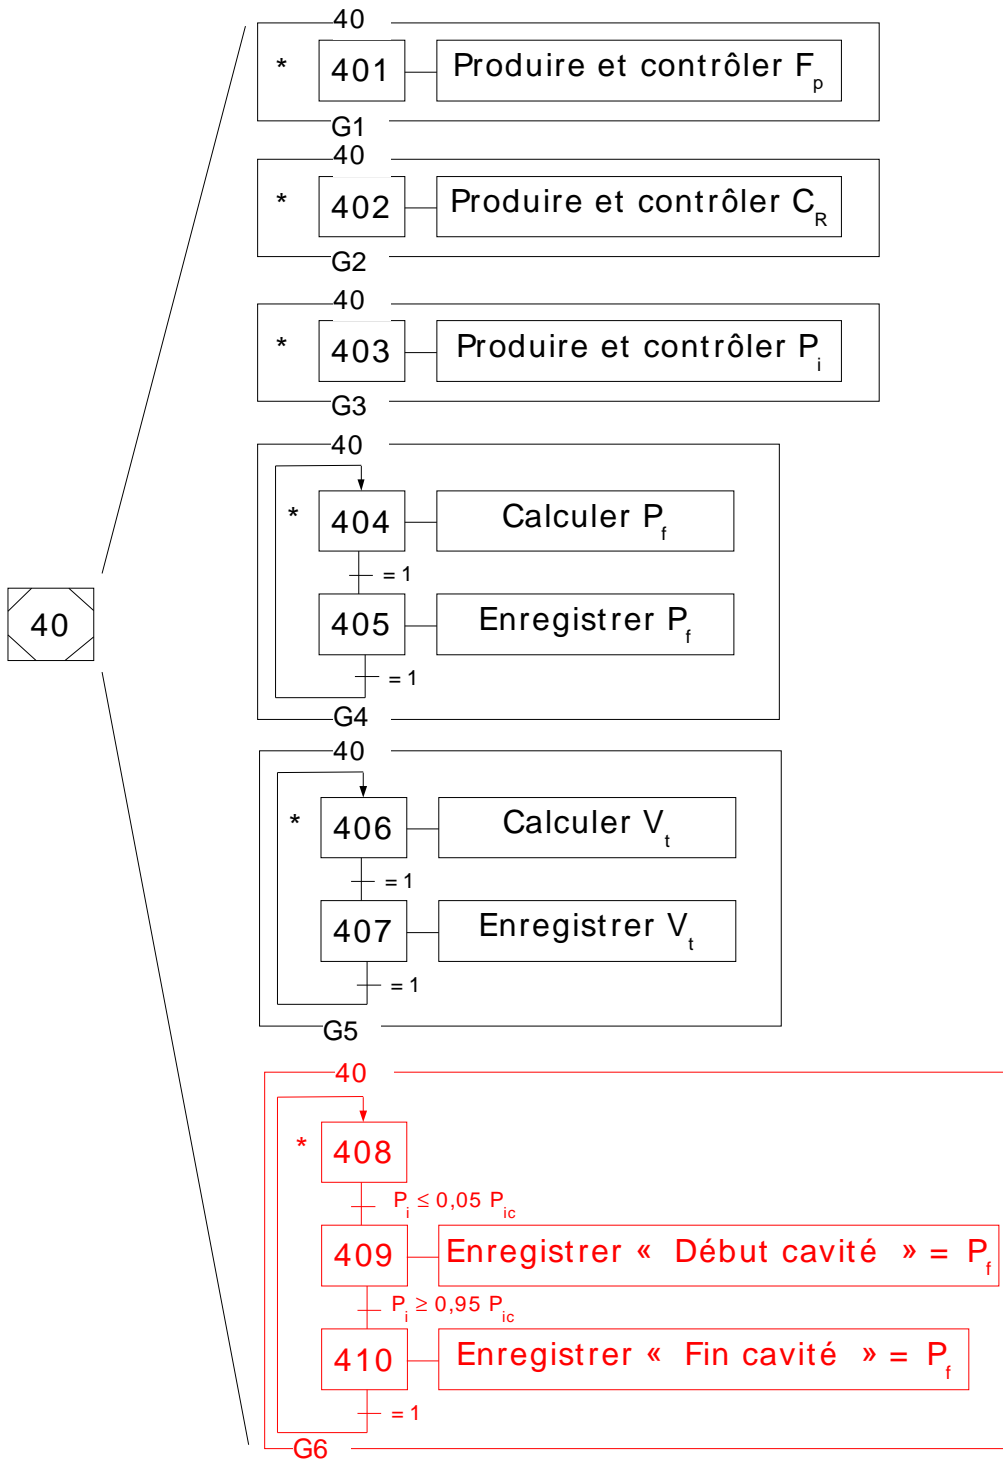 40
*
401
Produire et contrôler Fp
G1
40
*
402
Produire et contrôler CR
G2
40
*
403
Produire et contrôler Pi
G3
40
*
404
Calculer Pf
= 1
40
405
Enregistrer Pf
= 1
G4
40
*
406
Calculer Vt
= 1
407
Enregistrer Vt
= 1
G5
40
*
408
Pi ≤ 0,05 Pic
409
Enregistrer « Début cavité » = Pf
Pi ≥ 0,95 Pic
410
Enregistrer « Fin cavité » = Pf
= 1
G6